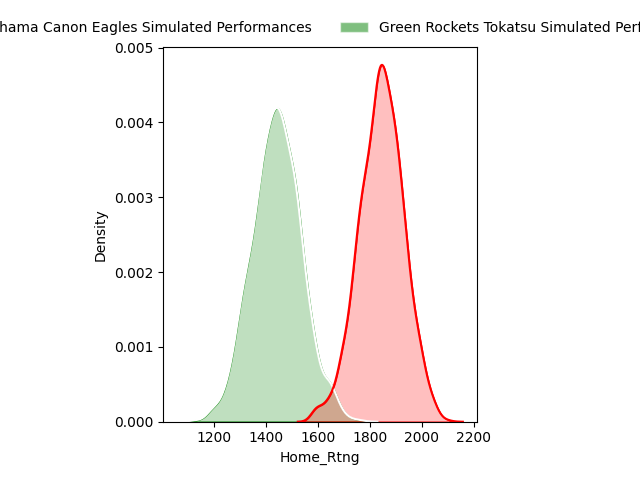 hama Canon Eagles Simulated Performances
Green Rockets Tokatsu Simulated Perf
0.005
0.004
0.003
0.002
0.001
0.000
Density
1200 1400 1600 1800 2000 2200
Home_Rtng